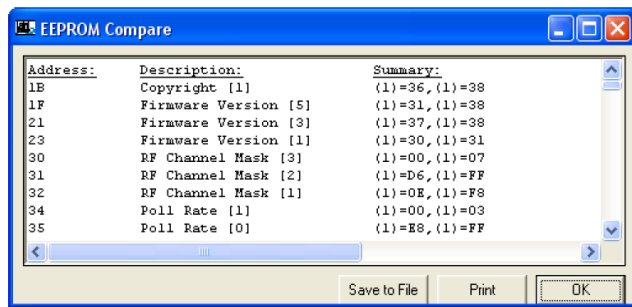 EEPROM Compare
Address: Description: Summary:
1B Copyright [1] (1)=36,(1)=38
1F Firmware Version [5] (1)=31,(1)=38
21 Firmware Version [3] (1)=37,(1)=38
23 Firmware Version [1] (1)=30,(1)=31
30 RF Channel Mask [3] (1)=00,(1)=07
31 RF Channel Mask [2] (1)=D6,(1)=FF
32 RF Channel Mask [1] (1)=0E,(1)=F8
34 Poll Rate [1] (1)=00,(1)=03
35 Poll Rate [0] (1)=E8,(1)=FF
Save to File Print OK